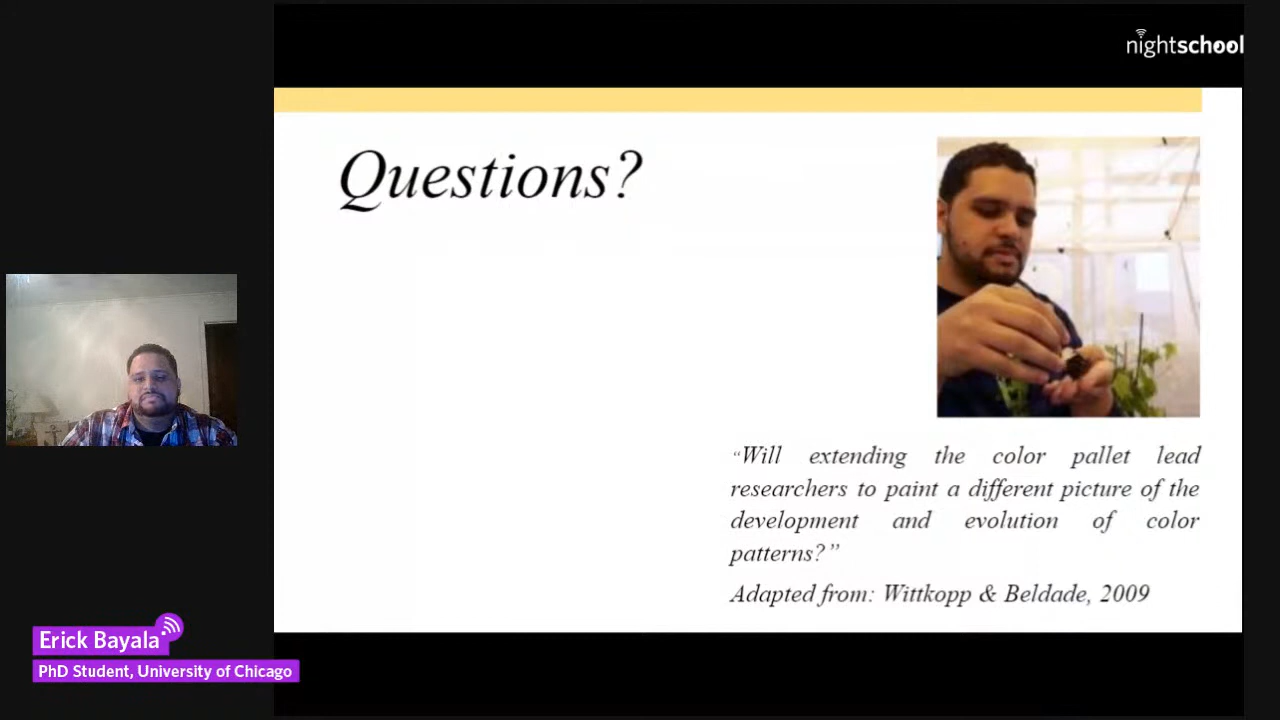 nightschool
Questions?
“Will extending the color pallet lead
researchers to paint a different picture of the
development and evolution of color
patterns?”
Adapted from: Wittkopp & Beldade, 2009
Erick Bayala
PhD Student, University of Chicago